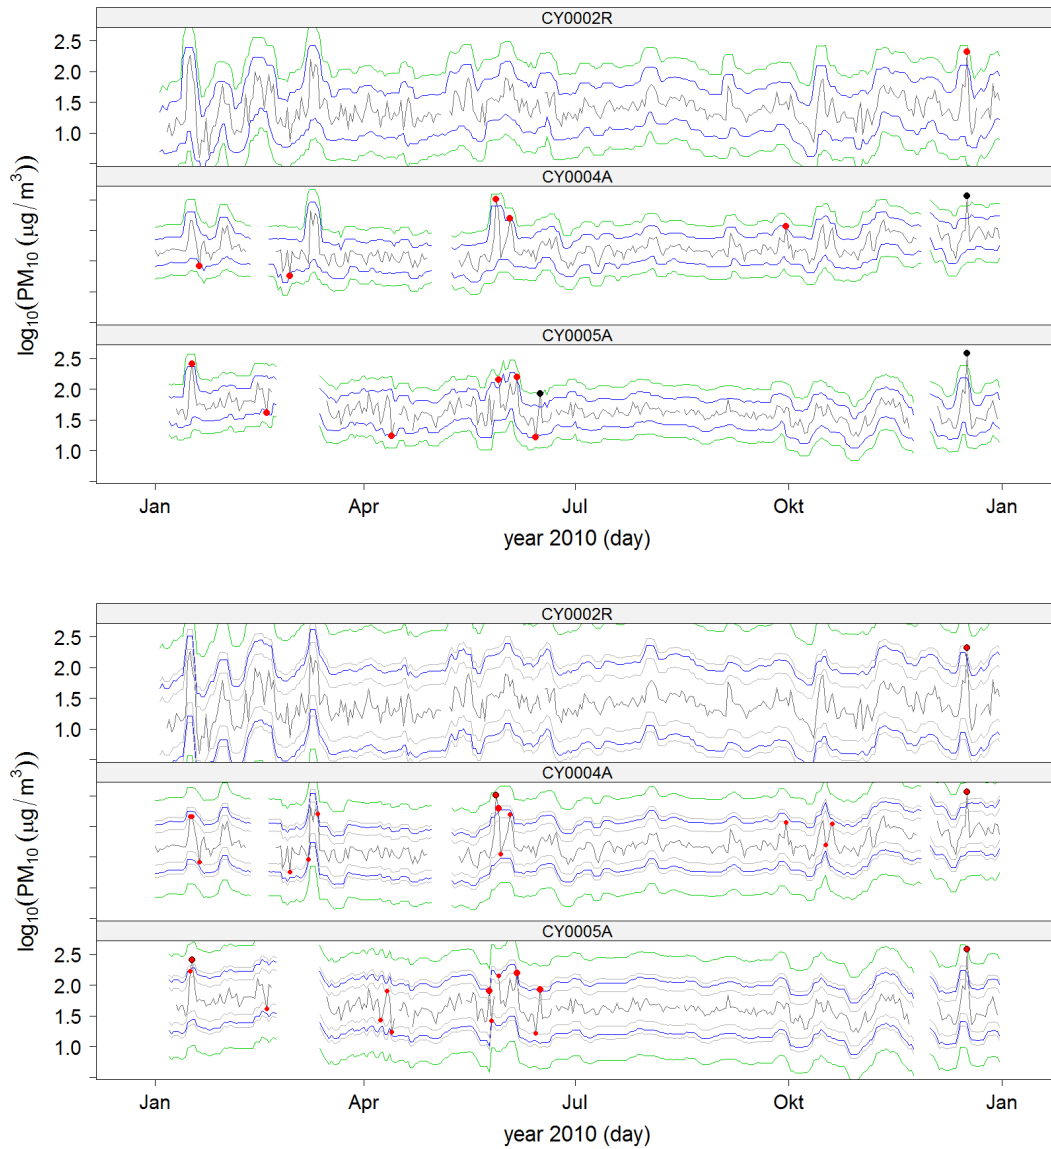 CY0002R
2.5
2.0
1.5
1.0
CY0004A
CY0005A
2.5
2.0
1.5
1.0
log10(PM10 (μg/m3))
Jan Apr Jul Okt Jan
year 2010 (day)
CY0002R
2.5
2.0
1.5
1.0
CY0004A
CY0005A
2.5
2.0
1.5
1.0
log10(PM10 (μg/m3))
Jan Apr Jul Okt Jan
year 2010 (day)